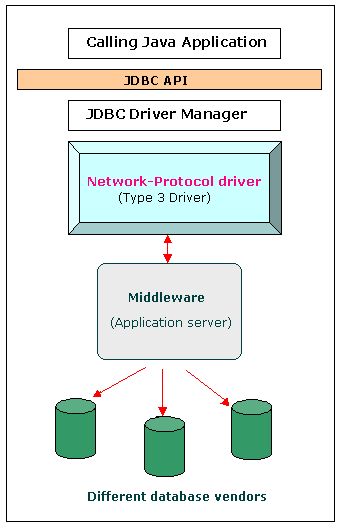 Calling Java Application
JDBC API
JDBC Driver Manager
Network-Protocol driver
(Type 3 Driver)
Middleware
(Application server)
Different database vendors